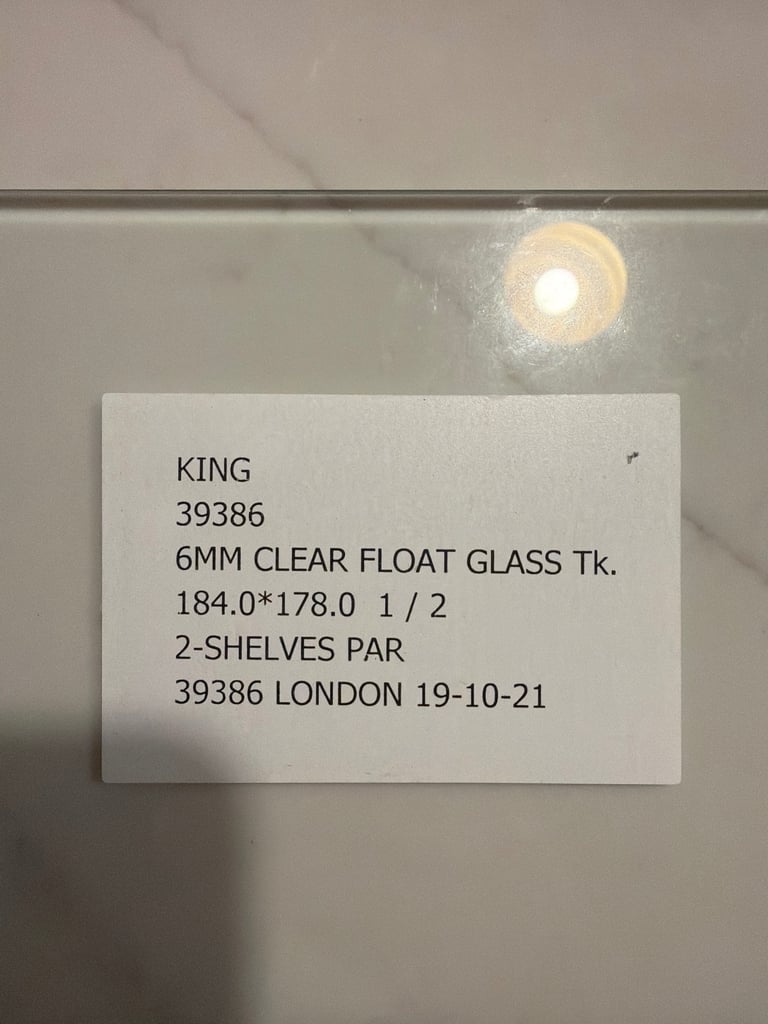 KING
39386
6MM CLEAR FLOAT GLASS Tk.
184.0*178.0 1 / 2
2-SHELVES PAR
39386 LONDON 19-10-21